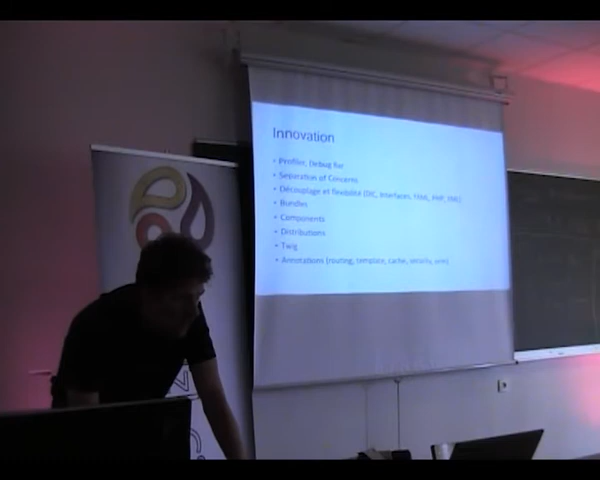 Innovation
• Profiler, Debug Bar
• Separation of Concerns
• Découplage et flexibilité (DIC, Interfaces, YAML, PHP, XML)
• Bundles
• Components
• Distributions
• Twig
• Annotations (routing, template, cache, security, orm)